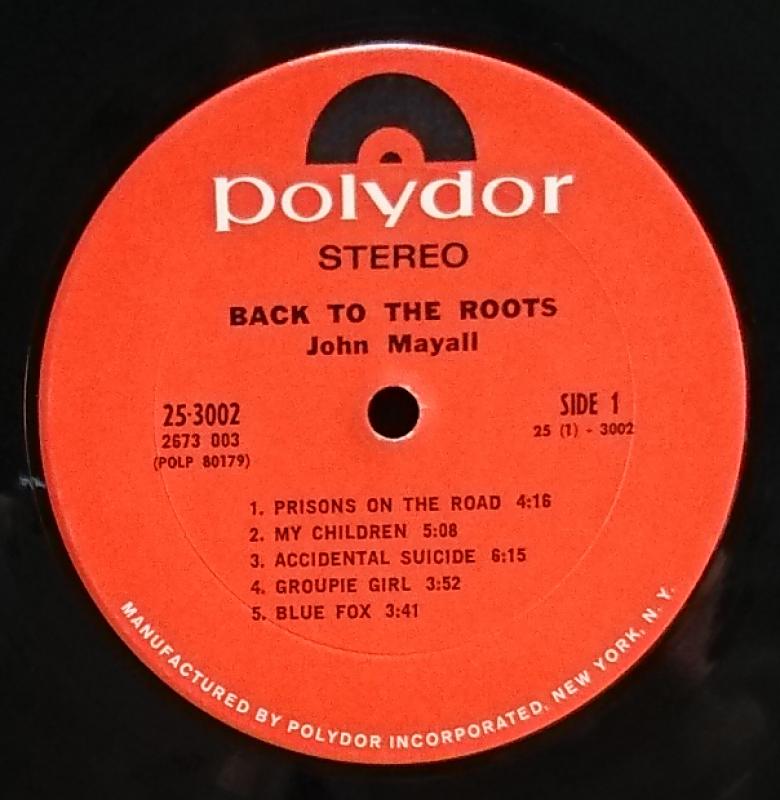 polydor
STEREO
BACK TO THE ROOTS
John Mayall
25-3002
2673 003
(POLP 80179)
SIDE 1
25 (1) - 3002
1. PRISONS ON THE ROAD 4:16
2. MY CHILDREN 5:08
3. ACCIDENTAL SUICIDE 6:15
4. GROUPIE GIRL 3:52
5. BLUE FOX 3:41
MANUFACTURED BY POLYDOR INCORPORATED, NEW YORK, N. Y.